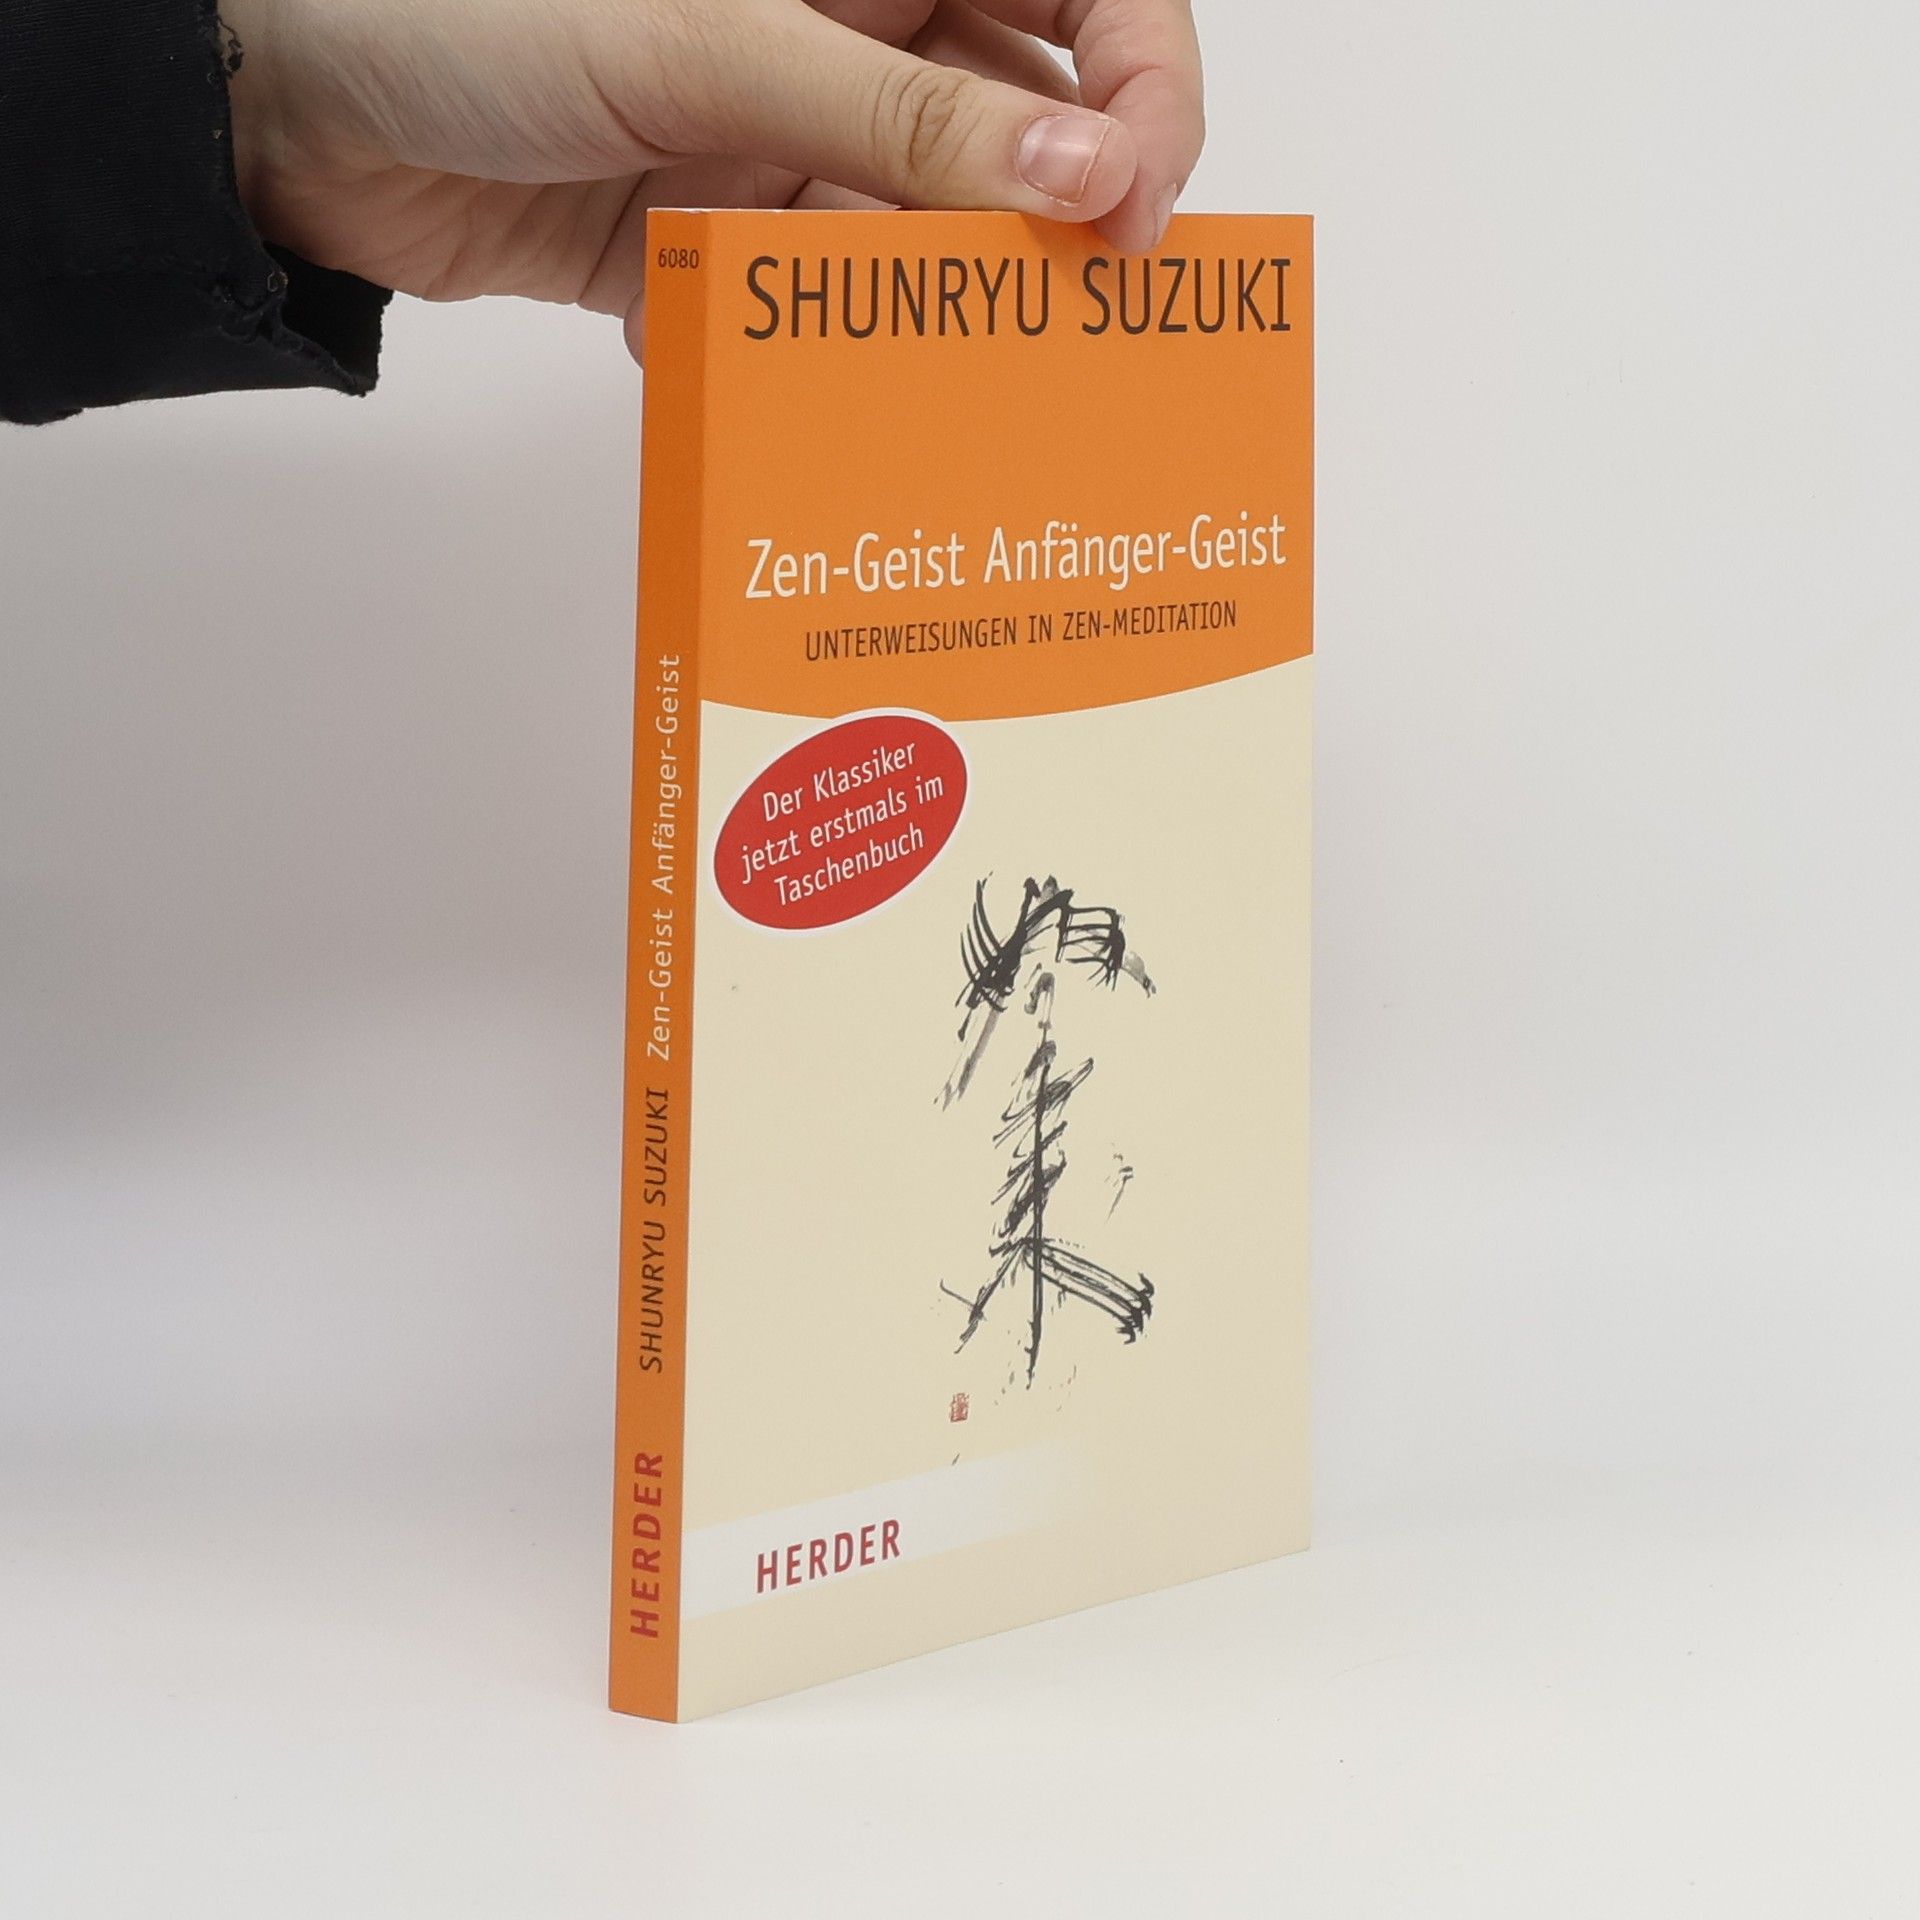 6080
SHUNRYU SUZUKI
Zen-Geist Anfänger-Geist
UNTERWEISUNGEN IN ZEN-MEDITATION
Der Klassiker
jetzt erstmals im
Taschenbuch
HERDER
HERDER SHUNRYU SUZUKI Zen-Geist Anfänger-Geist